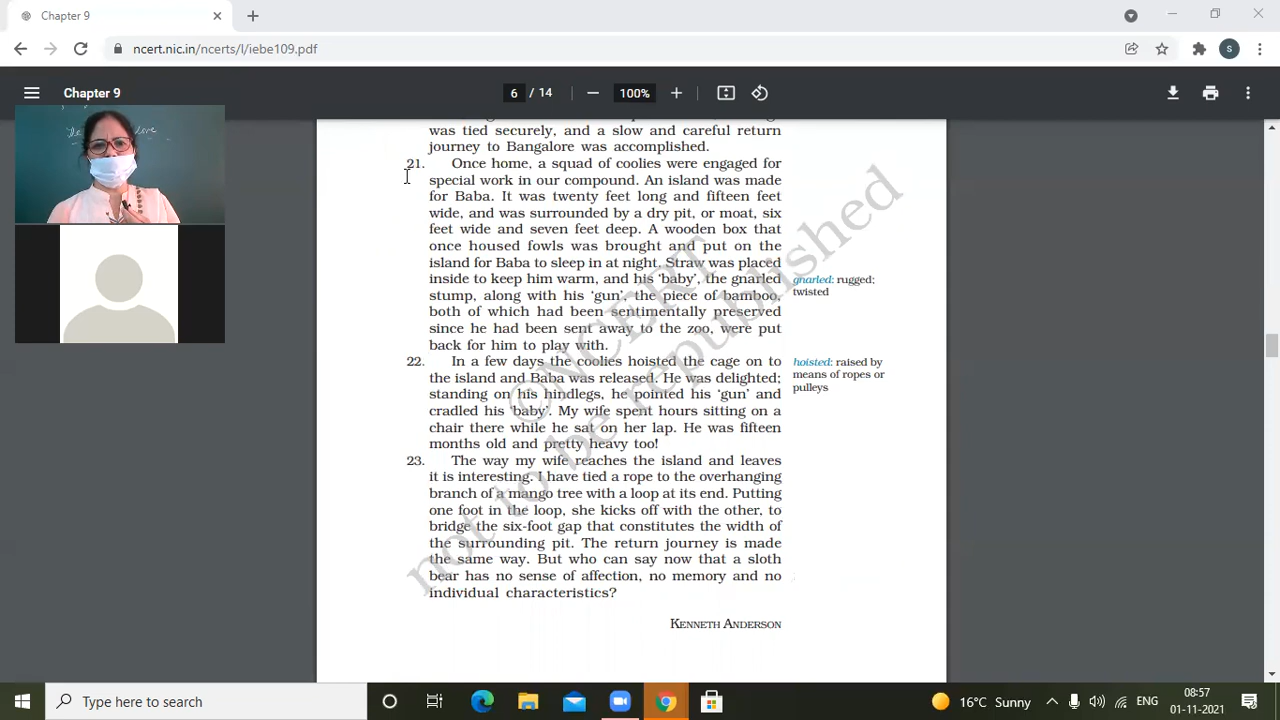 Chapter 9
ncert.nic.in/ncerts/l/iebe109.pdf
S
Chapter 9
6 / 14
100%
was tied securely, and a slow and careful return
journey to Bangalore was accomplished.
21. Once home, a squad of coolies were engaged for
special work in our compound. An island was made
for Baba. It was twenty feet long and fifteen feet
wide, and was surrounded by a dry pit, or moat, six
feet wide and seven feet deep. A wooden box that
once housed fowls was brought and put on the
island for Baba to sleep in at night. Straw was placed
inside to keep him warm, and his ‘baby’, the gnarled
stump, along with his ‘gun’, the piece of bamboo,
both of which had been sentimentally preserved
since he had been sent away to the zoo, were put
back for him to play with.
gnarled: rugged;
twisted
22. In a few days the coolies hoisted the cage on to
the island and Baba was released. He was delighted;
standing on his hindlegs, he pointed his ‘gun’ and
cradled his ‘baby’. My wife spent hours sitting on a
chair there while he sat on her lap. He was fifteen
months old and pretty heavy too!
hoisted: raised by
means of ropes or
pulleys
23. The way my wife reaches the island and leaves
it is interesting. I have tied a rope to the overhanging
branch of a mango tree with a loop at its end. Putting
one foot in the loop, she kicks off with the other, to
bridge the six-foot gap that constitutes the width of
the surrounding pit. The return journey is made
the same way. But who can say now that a sloth
bear has no sense of affection, no memory and no
individual characteristics?
KENNETH ANDERSON
©NCERT
not to be republished
Type here to search
16°C Sunny
ENG
08:57
01-11-2021